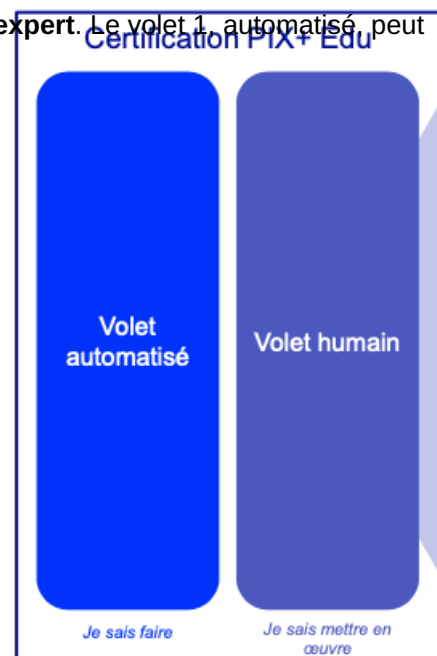 expert. Le volet 1, automatisé, peut
Certification PIX+ Édu
Volet
automatisé
Volet humain
Je sais faire
Je sais mettre en
œuvre